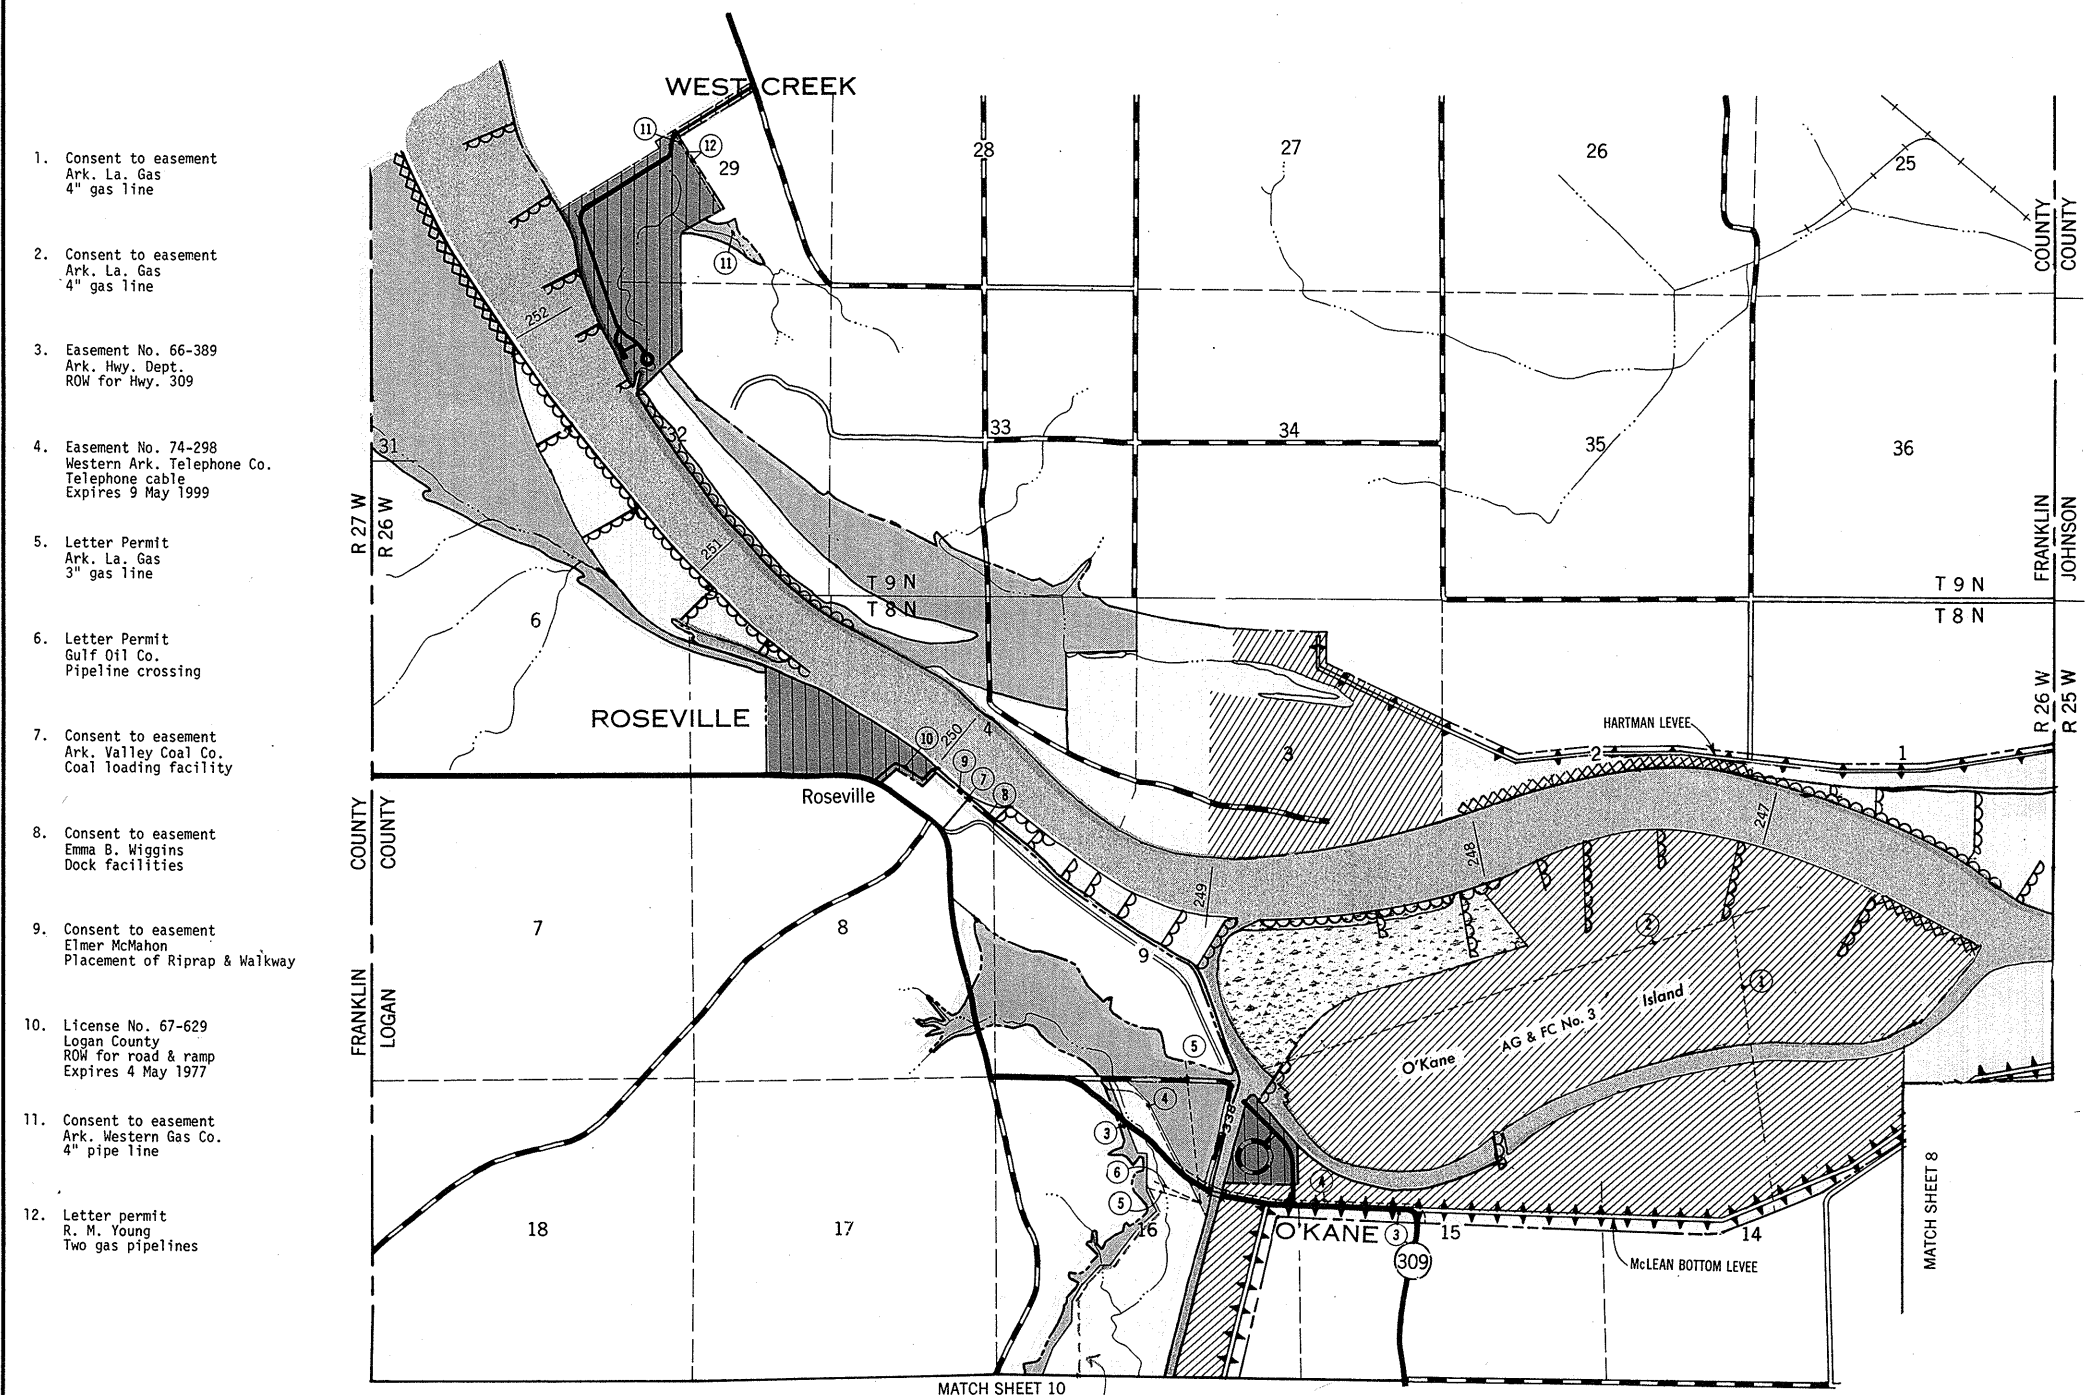 1. Consent to easement
Ark. La. Gas
4" gas line
2. Consent to easement
Ark. La. Gas
4" gas line
3. Easement No. 66-389
Ark. Hwy. Dept.
ROW for Hwy. 309
4. Easement No. 74-298
Western Ark. Telephone Co.
Telephone cable
Expires 9 May 1999
5. Letter Permit
Ark. La. Gas
3" gas line
6. Letter Permit
Gulf Oil Co.
Pipeline crossing
7. Consent to easement
Ark. Valley Coal Co.
Coal loading facility
8. Consent to easement
Emma B. Wiggins
Dock facilities
9. Consent to easement
Elmer McMahon
Placement of Riprap & Walkway
10. License No. 67-629
Logan County
ROW for road & ramp
Expires 4 May 1977
11. Consent to easement
Ark. Western Gas Co.
4" pipe line
12. Letter permit
R. M. Young
Two gas pipelines
WEST CREEK
11
12
29
28
27
26
25
11
COUNTY
COUNTY
252
32
31
33
34
35
36
R 27 W
R 26 W
251
T 9 N
T 8 N
FRANKLIN
JOHNSON
T 9 N
T 8 N
6
ROSEVILLE
10
250
4
9
7
8
3
HARTMAN LEVEE
2
1
R 26 W
R 25 W
Roseville
COUNTY
COUNTY
249
248
247
7
8
9
2
1
FRANKLIN
LOGAN
O'Kane
AG & FC No. 3
Island
5
4
338
3
6
5
4
18
17
16
O'KANE
3
15
14
309
McLEAN BOTTOM LEVEE
MATCH SHEET 8
MATCH SHEET 10